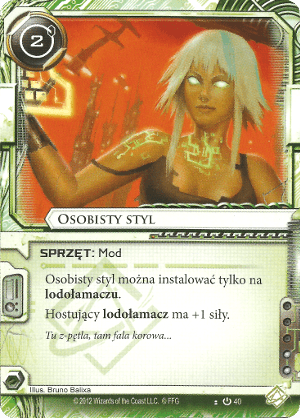 2
OSOBISTY STYL
SPRZĘT: Mod
Osobisty styl można instalować tylko na
lodołamaczu.
Hostujący lodołamacz ma +1 siły.
Tu z-pętla, tam fala korowa...
Illus. Bruno Balixa
©2012 Wizards of the Coast LLC. © FFG
40